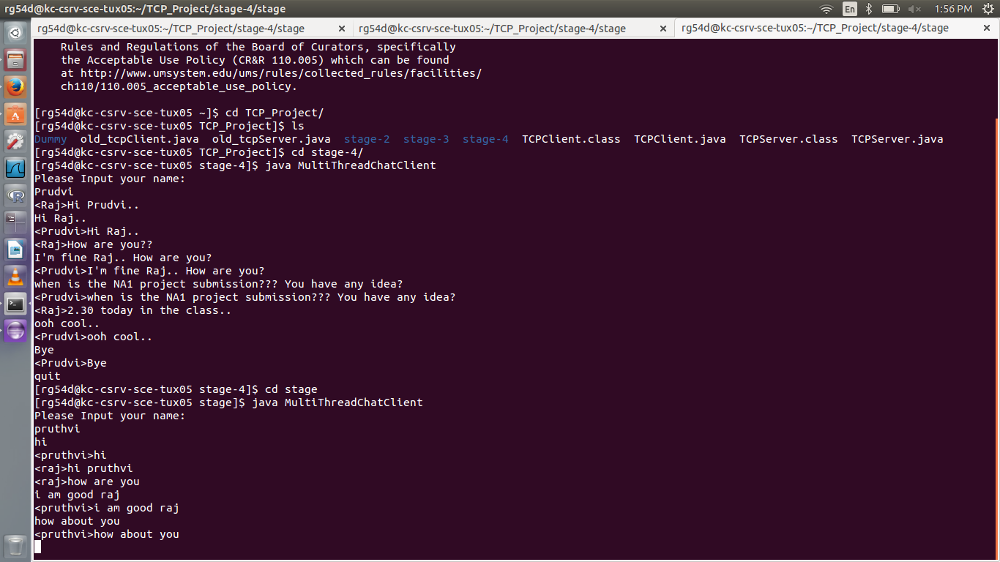 rg54d@kc-csrv-sce-tux05:~/TCP_Project/stage-4/stage
En
1:56 PM
rg54d@kc-csrv-sce-tux05:~/TCP_Project/stage-4/stage
rg54d@kc-csrv-sce-tux05:~/TCP_Project/stage-4/stage
rg54d@kc-csrv-sce-tux05:~/TCP_Project/stage-4/stage
Rules and Regulations of the Board of Curators, specifically
the Acceptable Use Policy (CR&R 110.005) which can be found
at http://www.umsystem.edu/ums/rules/collected_rules/facilities/
ch110/110.005_acceptable_use_policy.
[rg54d@kc-csrv-sce-tux05 ~]$ cd TCP_Project/
[rg54d@kc-csrv-sce-tux05 TCP_Project]$ ls
Dummy old_tcpClient.java old_tcpServer.java stage-2 stage-3 stage-4 TCPClient.class TCPClient.java TCPServer.class TCPServer.java
[rg54d@kc-csrv-sce-tux05 TCP_Project]$ cd stage-4/
[rg54d@kc-csrv-sce-tux05 stage-4]$ java MultiThreadChatClient
Please Input your name:
Prudvi
<Raj>Hi Prudvi..
Hi Raj..
<Prudvi>Hi Raj..
<Raj>How are you??
I'm fine Raj.. How are you?
<Prudvi>I'm fine Raj.. How are you?
when is the NA1 project submission??? You have any idea?
<Prudvi>when is the NA1 project submission??? You have any idea?
<Raj>2.30 today in the class..
ooh cool..
<Prudvi>ooh cool..
Bye
<Prudvi>Bye
quit
[rg54d@kc-csrv-sce-tux05 stage-4]$ cd stage
[rg54d@kc-csrv-sce-tux05 stage]$ java MultiThreadChatClient
Please Input your name:
pruthvi
hi
<pruthvi>hi
<raj>hi pruthvi
<raj>how are you
i am good raj
<pruthvi>i am good raj
how about you
<pruthvi>how about you